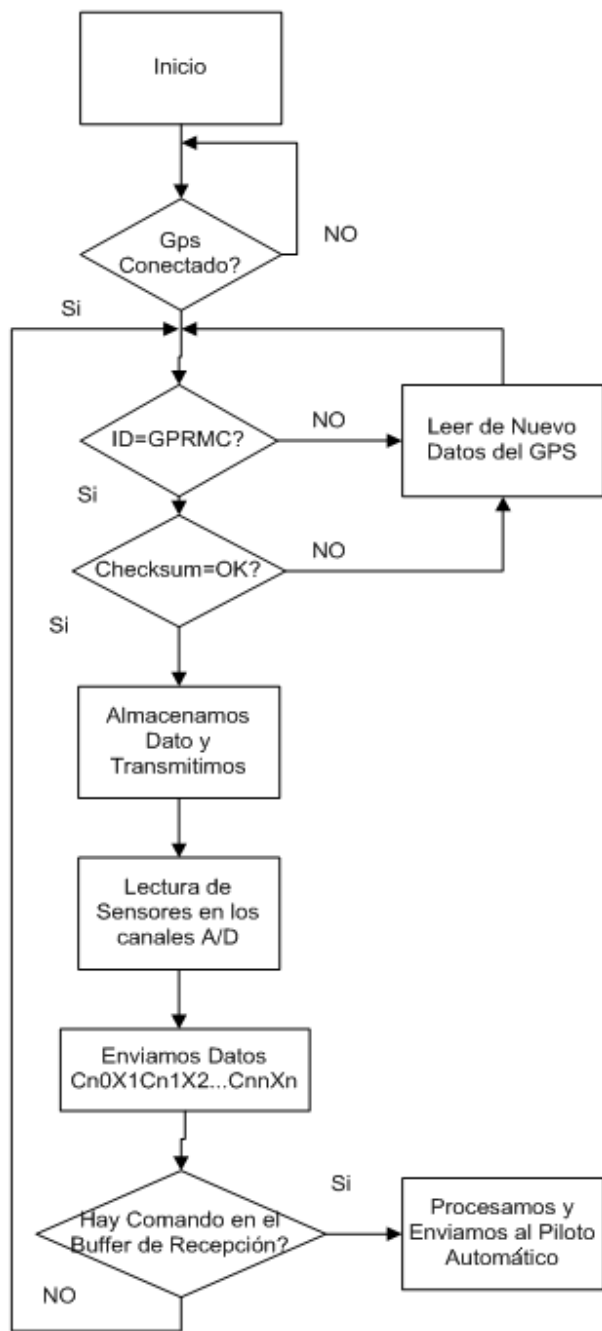 Inicio
Gps
Conectado?
NO
Si
ID=GPRMC?
NO
Leer de Nuevo
Datos del GPS
Si
Checksum=OK?
NO
Si
Almacenamos
Dato y
Transmitimos
Lectura de
Sensores en los
canales A/D
Enviamos Datos
Cn0X1Cn1X2...CnnXn
Hay Comando en el
Buffer de Recepción?
Si
Procesamos y
Enviamos al Piloto
Automático
NO